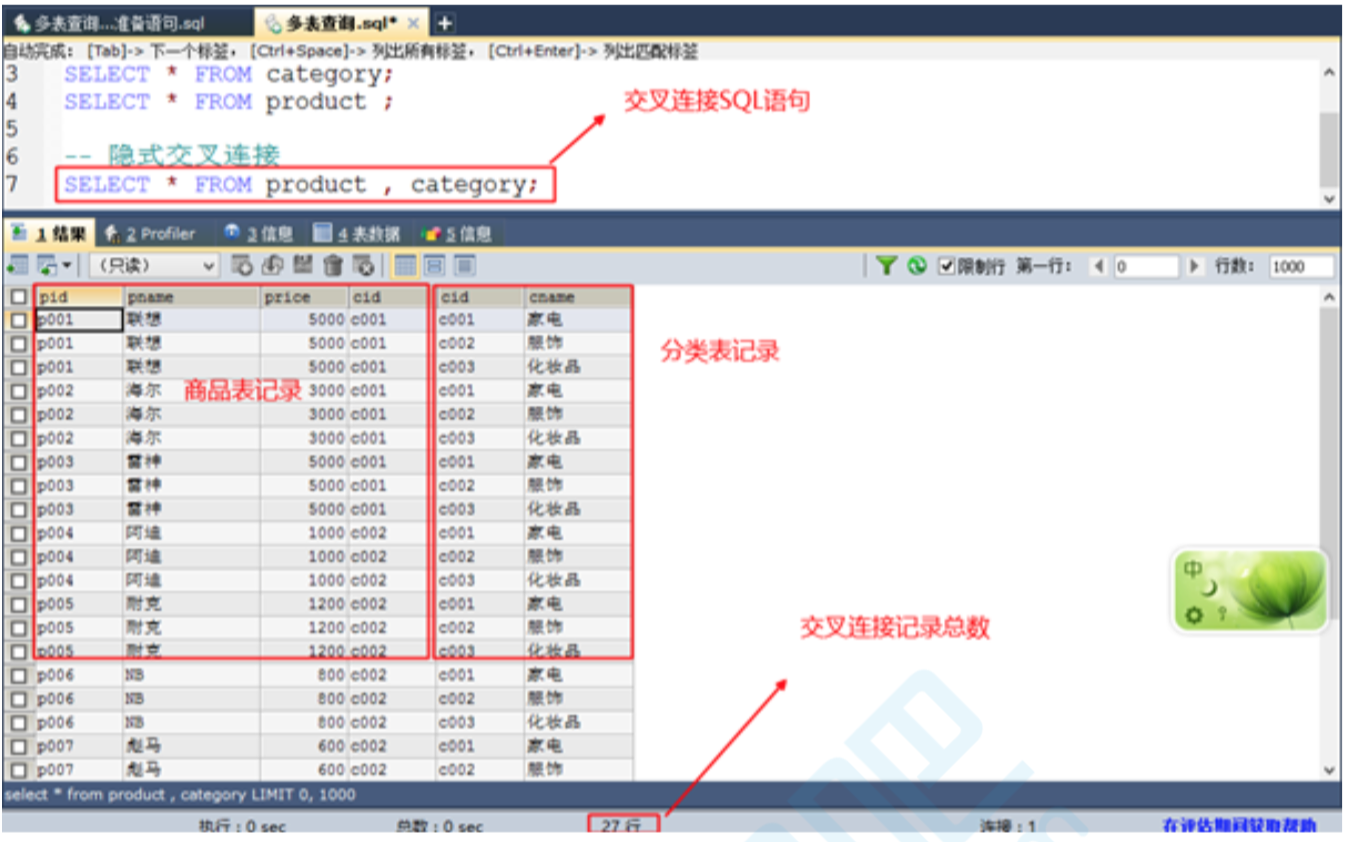 多表查询...准备语句.sql 多表查询.sql* × +
自动完成: [Tab]-> 下一个标签, [Ctrl+Space]-> 列出所有标签, [Ctrl+Enter]-> 列出匹配标签
3 SELECT * FROM category;
4 SELECT * FROM product ;
交叉连接SQL语句
5
6 -- 隐式交叉连接
7 SELECT * FROM product , category;
1 结果 2 Profiler 3 信息 4 表数据 5 信息
(只读) 限制行 第一行: 0 行数: 1000
pid pname price cid cid cname
p001 联想 5000 c001 c001 家电
p001 联想 5000 c001 c002 服饰
分类表记录
p001 联想 5000 c001 c003 化妆品
p002 海尔 3000 c001 c001 家电
商品表记录
p002 海尔 3000 c001 c002 服饰
p002 海尔 3000 c001 c003 化妆品
p003 雷神 5000 c001 c001 家电
p003 雷神 5000 c001 c002 服饰
p003 雷神 5000 c001 c003 化妆品
p004 阿迪 1000 c002 c001 家电
p004 阿迪 1000 c002 c002 服饰
中
p004 阿迪 1000 c002 c003 化妆品
p005 耐克 1200 c002 c001 家电
p005 耐克 1200 c002 c002 服饰
交叉连接记录总数
p005 耐克 1200 c002 c003 化妆品
p006 NB 800 c002 c001 家电
p006 NB 800 c002 c002 服饰
p006 NB 800 c002 c003 化妆品
p007 彪马 600 c002 c001 家电
p007 彪马 600 c002 c002 服饰
select * from product , category LIMIT 0, 1000
执行：0 sec 总数：0 sec 27 行 连接：1 在评估期间获取帮助